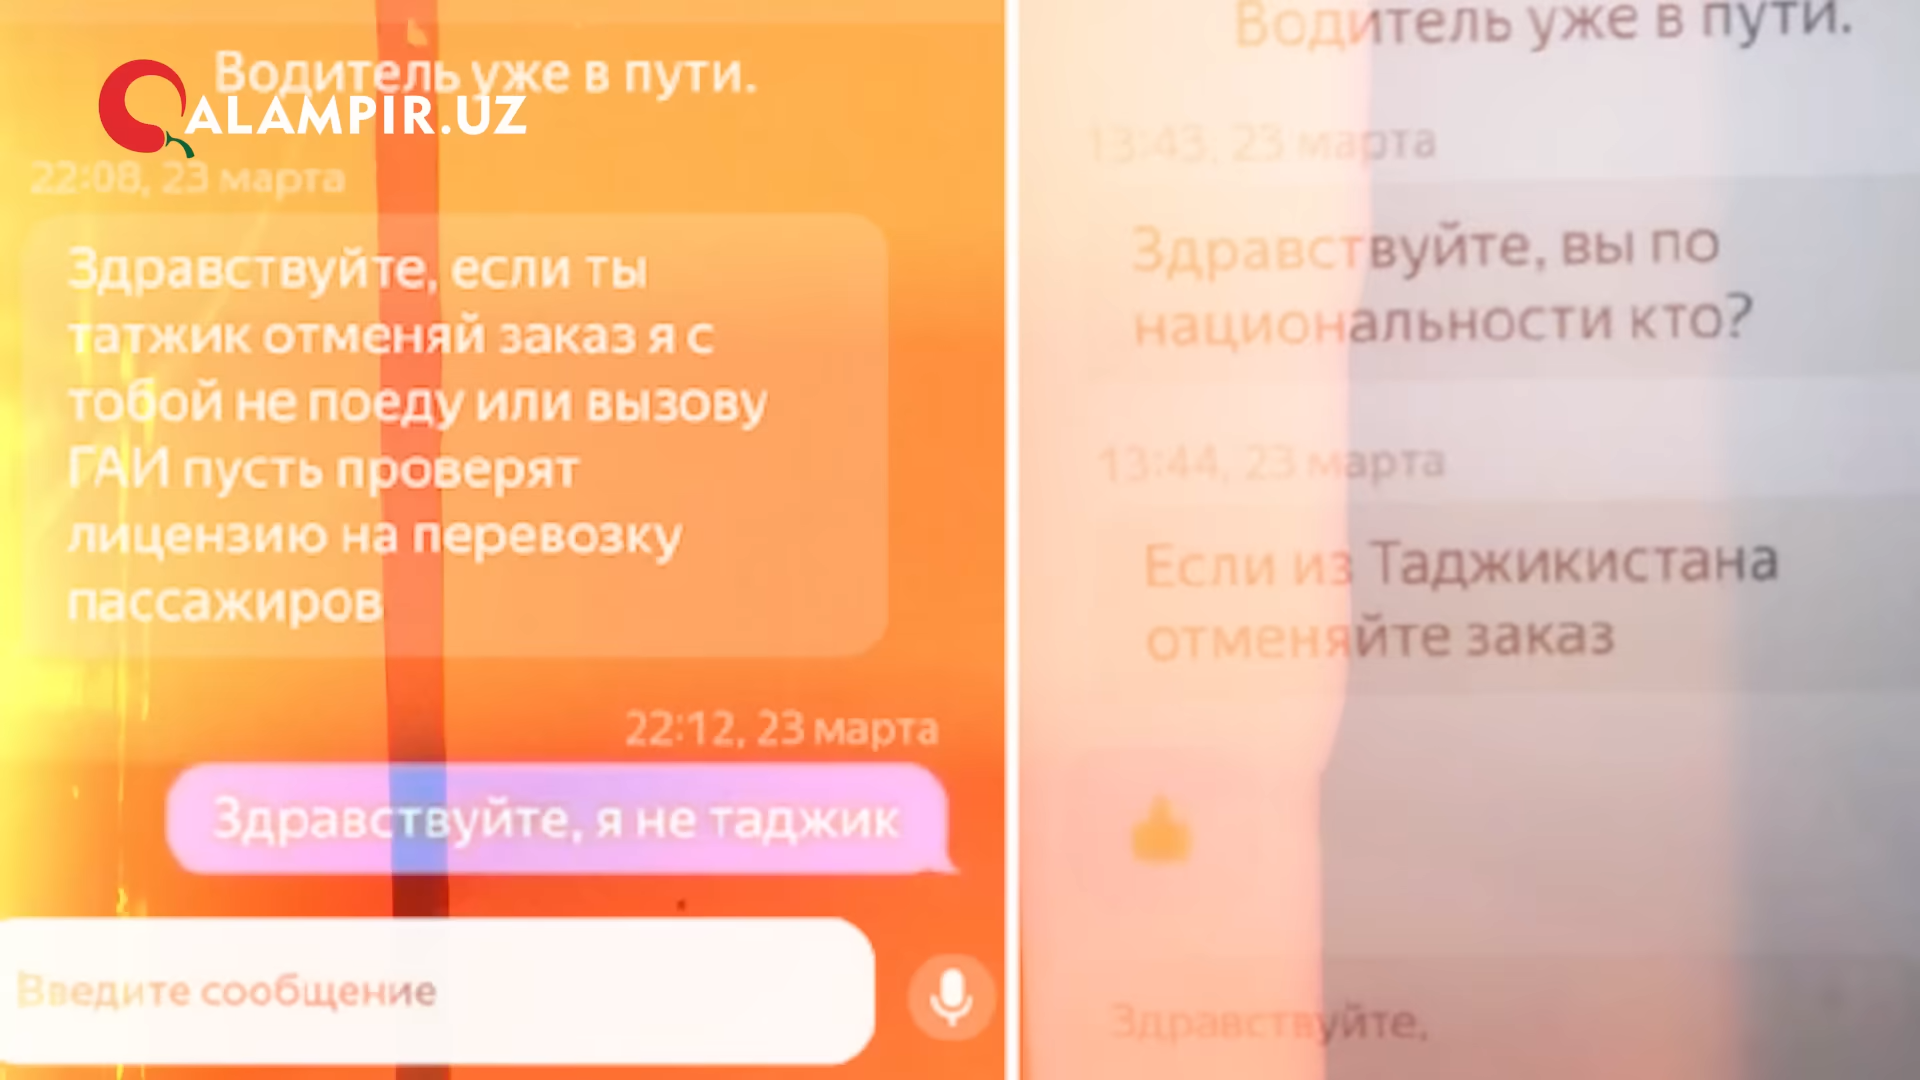 Водитель уже в пути.
QALAMPIR.UZ
22:08, 23 марта
Здравствуйте, если ты
татжик отменяй заказ я с
тобой не поеду или вызову
ГАИ пусть проверят
лицензию на перевозку
пассажиров
22:12, 23 марта
Здравствуйте, я не таджик
Введите сообщение
Водитель уже в пути.
13:43, 23 марта
Здравствуйте, вы по
национальности кто?
13:44, 23 марта
Если из Таджикистана
отменяйте заказ
Здравствуйте,